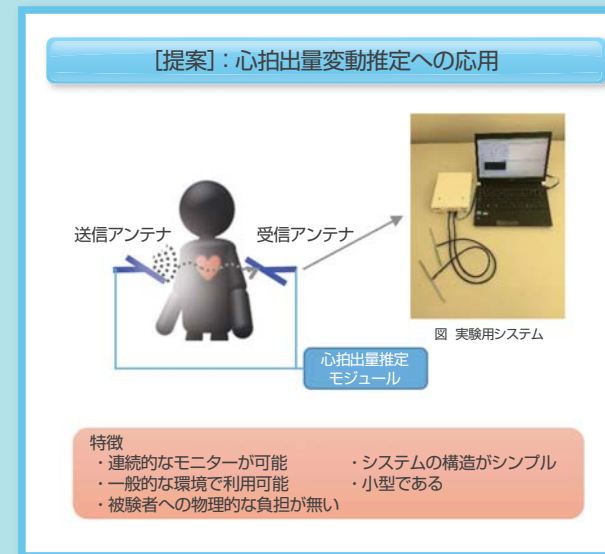 [提案]：心拍出量変動推定への応用
送信アンテナ
受信アンテナ
図 実験用システム
心拍出量推定
モジュール
特徴
・連続的なモニターが可能
・システムの構造がシンプル
・一般的な環境で利用可能
・小型である
・被験者への物理的な負担が無い